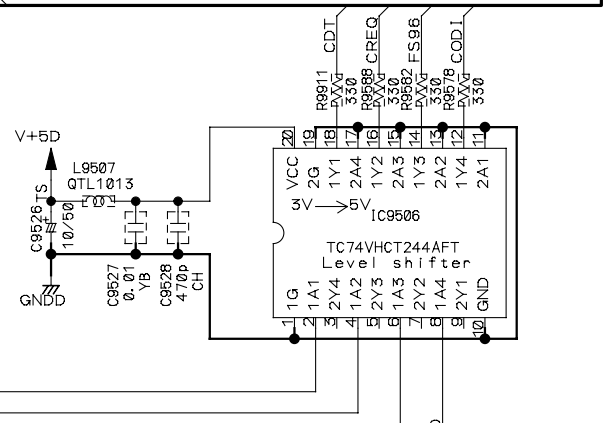 CDT
CREQ
FS96
CODI
R9911
330
R9588
330
R9582
330
R9578
330
20
19
18
17
16
15
14
13
12
11
VCC
2G
1Y1
2A4
1Y2
2A3
1Y3
2A2
1Y4
2A1
V+5D
L9507
QTL1013
TS
C9526
+
10/50
3V → 5V
IC9506
TC74VHCT244AFT
Level shifter
C9527
0.01
YB
C9528
470p
CH
GNDD
1G
1A1
2Y4
1A2
2Y3
1A3
2Y2
1A4
2Y1
GND
1
2
3
4
5
6
7
8
9
10